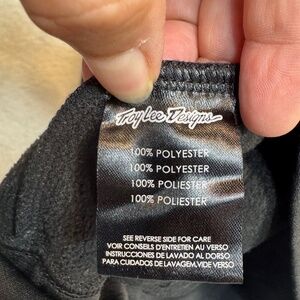 Troy Lee Designs
100% POLYESTER
100% POLYESTER
100% POLIESTER
100% POLIÉSTER
SEE REVERSE SIDE FOR CARE
VOIR CONSEILS D'ENTRETIEN AU VERSO
INSTRUCCIONES DE LAVADO AL DORSO
PARA CUIDADOS DE LAVAGEM, VIDE VERSO